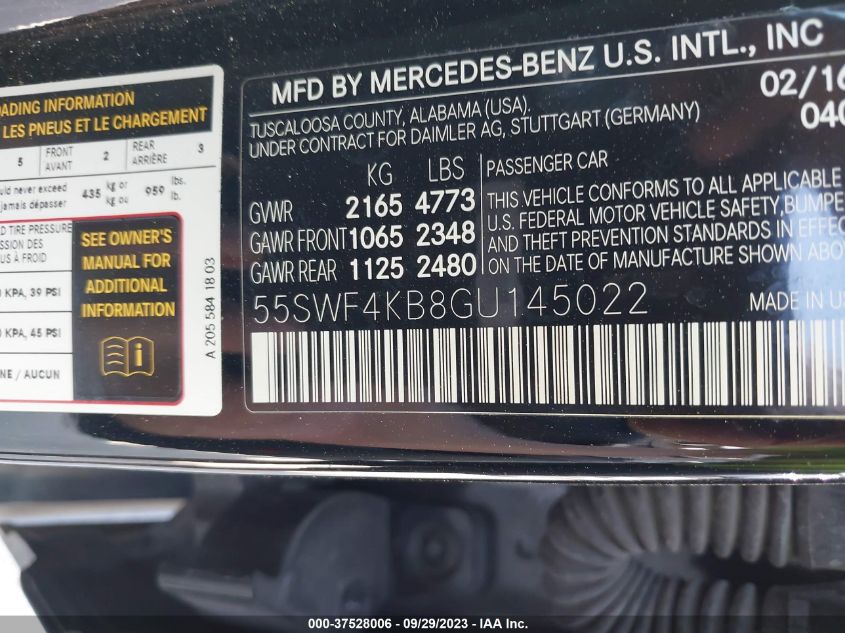 OADING INFORMATION
LES PNEUS ET LE CHARGEMENT
5 FRONT AVANT 2 REAR ARRIÈRE 3
uld never exceed jamais dépasser 435 kg or kg ou 959 lbs. lb.
D TIRE PRESSURE
SSION DES
US À FROID
KPA, 39 PSI
KPA, 45 PSI
NE / AUCUN
SEE OWNER'S
MANUAL FOR
ADDITIONAL
INFORMATION
A 205 584 18 03
MFD BY MERCEDES-BENZ U.S. INTL., INC
02/16
040
TUSCALOOSA COUNTY, ALABAMA (USA).
UNDER CONTRACT FOR DAIMLER AG, STUTTGART (GERMANY)
KG LBS
GVWR 2165 4773
GAWR FRONT 1065 2348
GAWR REAR 1125 2480
PASSENGER CAR
THIS VEHICLE CONFORMS TO ALL APPLICABLE
U.S. FEDERAL MOTOR VEHICLE SAFETY, BUMPE
AND THEFT PREVENTION STANDARDS IN EFFEC
ON THE DATE OF MANUFACTURE SHOWN ABOV
55SWF4KB8GU145022
MADE IN U
000-37528006 / 09/29/2023 - IAA Inc.